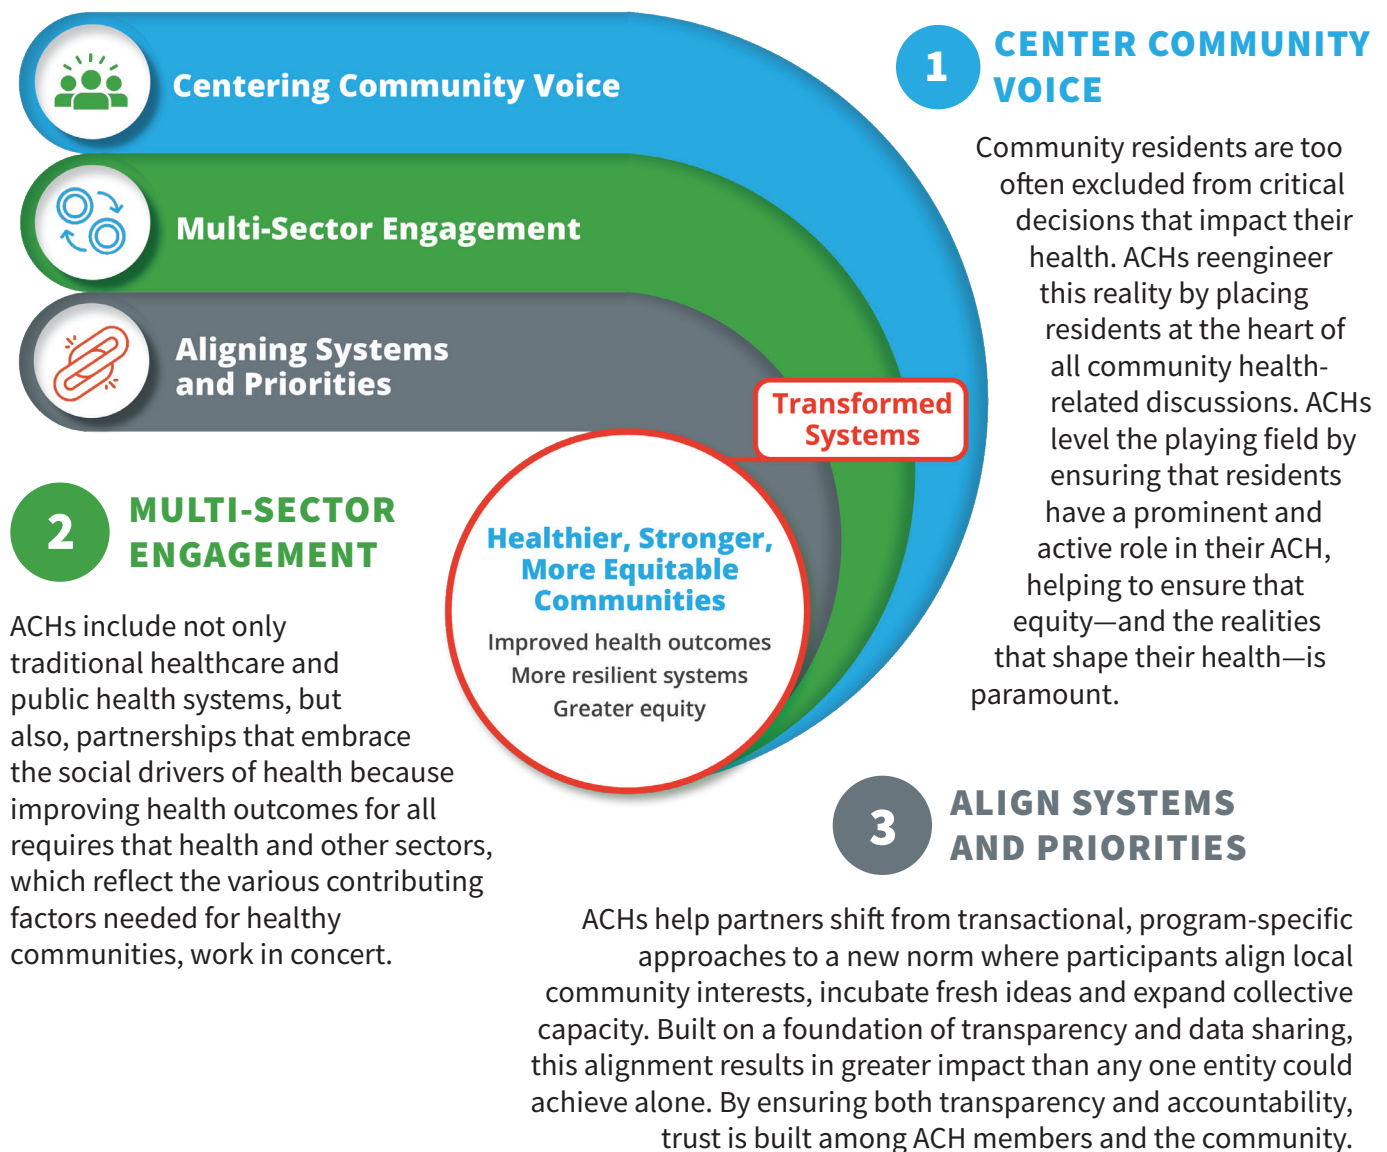 Centering Community Voice
Multi-Sector Engagement
Aligning Systems
and Priorities
Transformed
Systems
Healthier, Stronger,
More Equitable
Communities
Improved health outcomes
More resilient systems
Greater equity
1
CENTER COMMUNITY
VOICE
Community residents are too
often excluded from critical
decisions that impact their
health. ACHs reengineer
this reality by placing
residents at the heart of
all community health-
related discussions. ACHs
level the playing field by
ensuring that residents
have a prominent and
active role in their ACH,
helping to ensure that
equity—and the realities
that shape their health—is
paramount.
2
MULTI-SECTOR
ENGAGEMENT
ACHs include not only
traditional healthcare and
public health systems, but
also, partnerships that embrace
the social drivers of health because
improving health outcomes for all
requires that health and other sectors,
which reflect the various contributing
factors needed for healthy
communities, work in concert.
3
ALIGN SYSTEMS
AND PRIORITIES
ACHs help partners shift from transactional, program-specific
approaches to a new norm where participants align local
community interests, incubate fresh ideas and expand collective
capacity. Built on a foundation of transparency and data sharing,
this alignment results in greater impact than any one entity could
achieve alone. By ensuring both transparency and accountability,
trust is built among ACH members and the community.